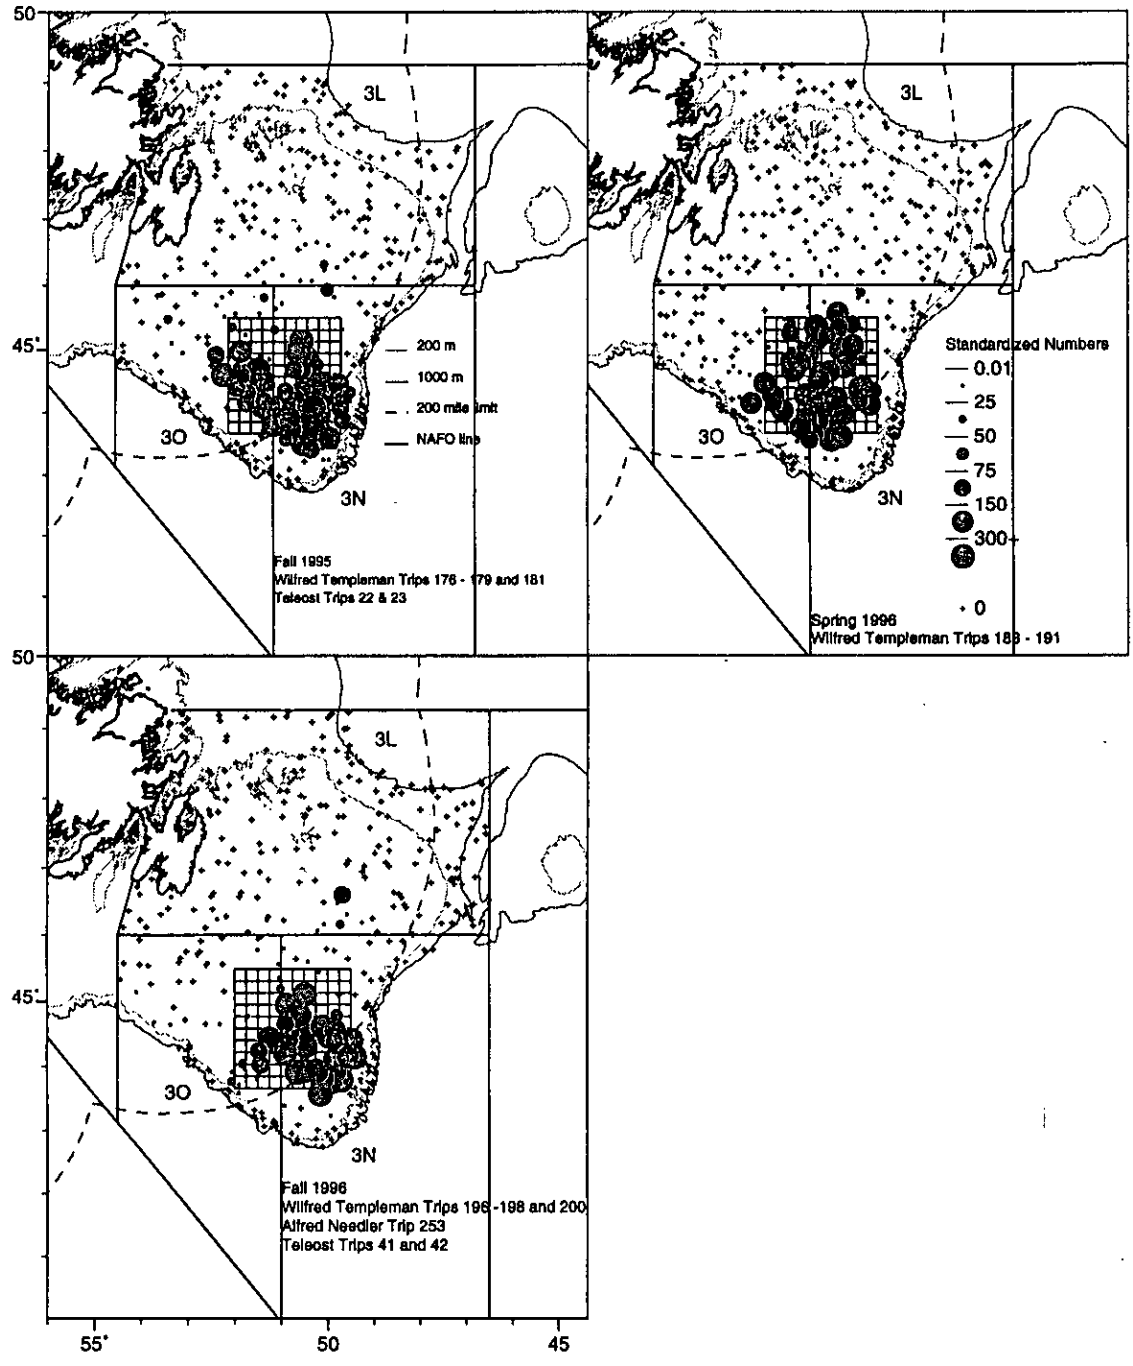 50
3L
45°
200 m
1000 m
200 mile limit
NAFO line
3O
3N
Fall 1995
Wilfred Templeman Trips 176 - 179 and 181
Teleost Trips 22 & 23
3L
Standardized Numbers
0.01
25
50
75
150
300+
0
3O
3N
Spring 1996
Wilfred Templeman Trips 188 - 191
50
3L
45°
3O
3N
Fall 1996
Wilfred Templeman Trips 196 -198 and 200
Alfred Needler Trip 253
Teleost Trips 41 and 42
55°
50
45